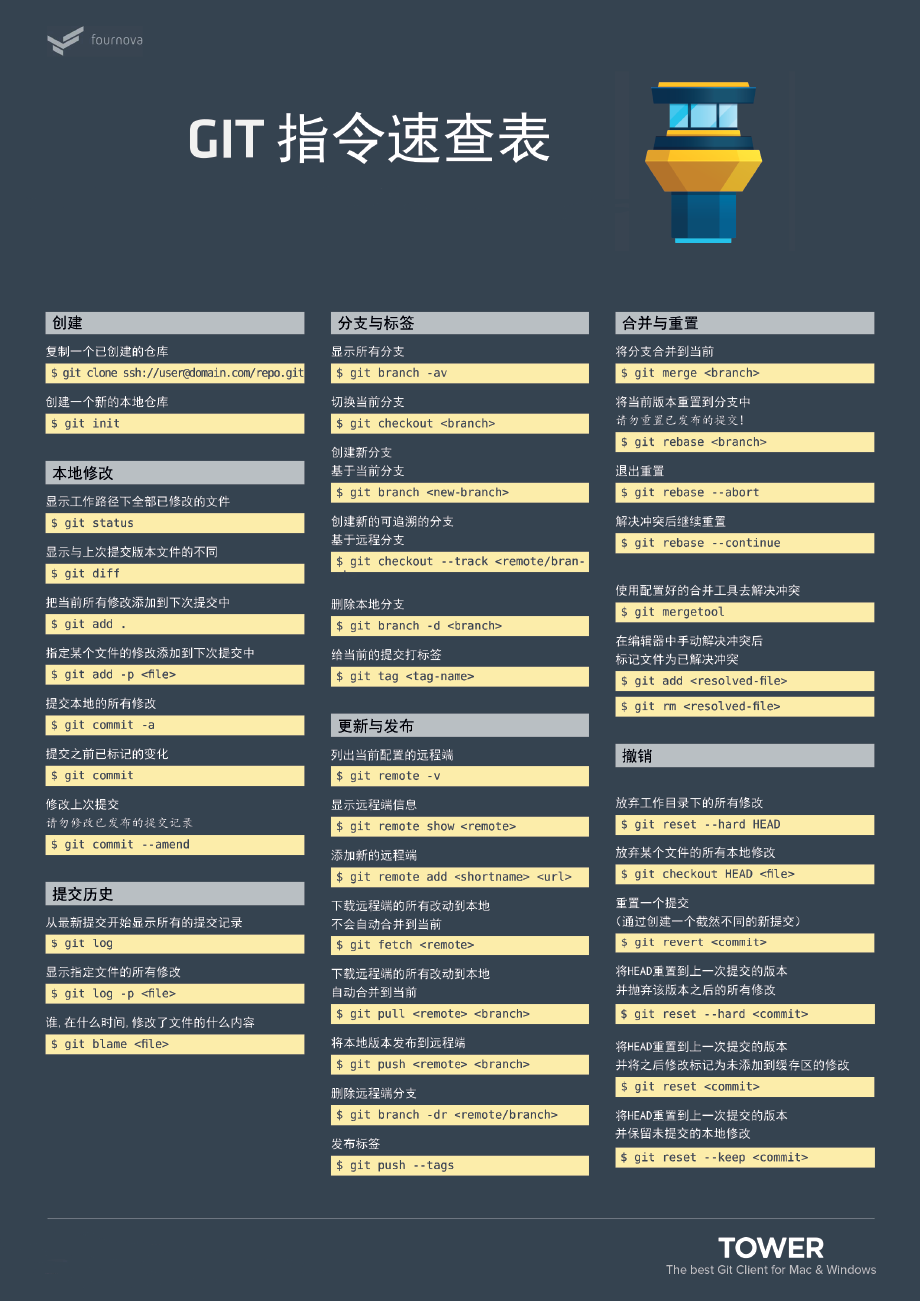 fournova
GIT 指令速查表
创建
复制一个已创建的仓库
$ git clone ssh://user@domain.com/repo.git
创建一个新的本地仓库
$ git init
本地修改
显示工作路径下全部已修改的文件
$ git status
显示与上次提交版本文件的不同
$ git diff
把当前所有修改添加到下次提交中
$ git add .
指定某个文件的修改添加到下次提交中
$ git add -p <file>
提交本地的所有修改
$ git commit -a
提交之前已标记的变化
$ git commit
修改上次提交
请勿修改已发布的提交记录
$ git commit --amend
提交历史
从最新提交开始显示所有的提交记录
$ git log
显示指定文件的所有修改
$ git log -p <file>
谁, 在什么时间, 修改了文件的什么内容
$ git blame <file>
分支与标签
显示所有分支
$ git branch -av
切换当前分支
$ git checkout <branch>
创建新分支
基于当前分支
$ git branch <new-branch>
创建新的可追溯的分支
基于远程分支
$ git checkout --track <remote/bran-
删除本地分支
$ git branch -d <branch>
给当前的提交打标签
$ git tag <tag-name>
更新与发布
列出当前配置的远程端
$ git remote -v
显示远程端信息
$ git remote show <remote>
添加新的远程端
$ git remote add <shortname> <url>
下载远程端的所有改动到本地
不会自动合并到当前
$ git fetch <remote>
下载远程端的所有改动到本地
自动合并到当前
$ git pull <remote> <branch>
将本地版本发布到远程端
$ git push <remote> <branch>
删除远程端分支
$ git branch -dr <remote/branch>
发布标签
$ git push --tags
合并与重置
将分支合并到当前
$ git merge <branch>
将当前版本重置到分支中
请勿重置已发布的提交!
$ git rebase <branch>
退出重置
$ git rebase --abort
解决冲突后继续重置
$ git rebase --continue
使用配置好的合并工具去解决冲突
$ git mergetool
在编辑器中手动解决冲突后
标记文件为已解决冲突
$ git add <resolved-file>
$ git rm <resolved-file>
撤销
放弃工作目录下的所有修改
$ git reset --hard HEAD
放弃某个文件的所有本地修改
$ git checkout HEAD <file>
重置一个提交
(通过创建一个截然不同的新提交)
$ git revert <commit>
将HEAD重置到上一次提交的版本
并抛弃该版本之后的所有修改
$ git reset --hard <commit>
将HEAD重置到上一次提交的版本
并将之后修改标记为未添加到缓存区的修改
$ git reset <commit>
将HEAD重置到上一次提交的版本
并保留未提交的本地修改
$ git reset --keep <commit>
TOWER
The best Git Client for Mac & Windows